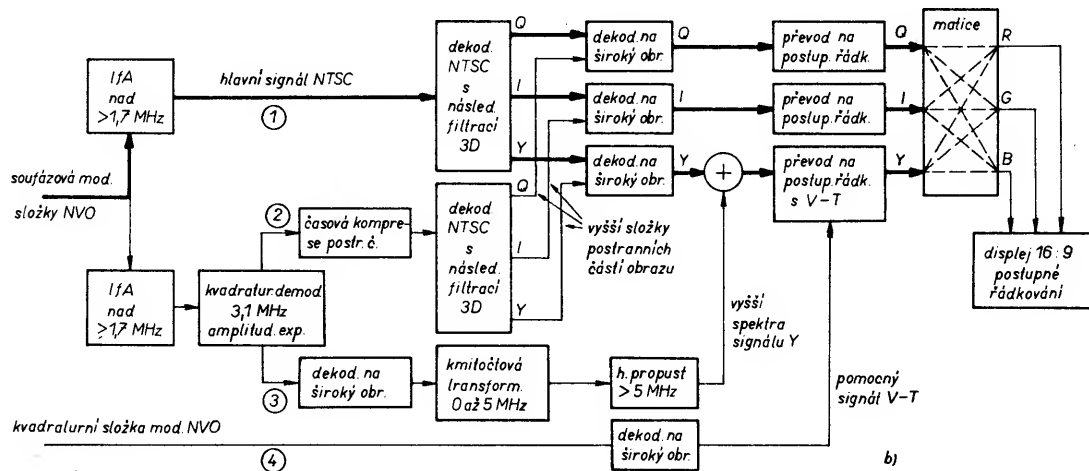 IfA
nad
>1,7 MHz
hlavní signál NTSC
①
soufázová mod.
složky NVO
IfA
nad
≥1,7 MHz
kvadratur. demod.
3,1 MHz
amplitud. exp.
②
časová kompre-
se postr. č.
dekod.
NTSC
s
násled.
filtrací
3D
Q
I
Y
dekod.
NTSC
s
násled.
filtrací
3D
Q
I
Y
dekod. na
široký obr.
Q
dekod. na
široký obr.
I
dekod. na
široký obr.
Y
+
vyšší složky
postranních
částí obrazu
převod na
postup. řádk.
Q
převod na
postup. řádk.
I
převod na
postup. řádk.
s V-T
Y
matice
R
G
B
displej 16:9
postupné
řádkování
③
dekod. na
široký obr.
kmitočtová
transform.
0 až 5 MHz
h. propust
> 5 MHz
vyšší
spektra
signálu Y
pomocný
signál V-T
kvadraturní složka mod. NVO
④
dekod. na
široký obr.
b)